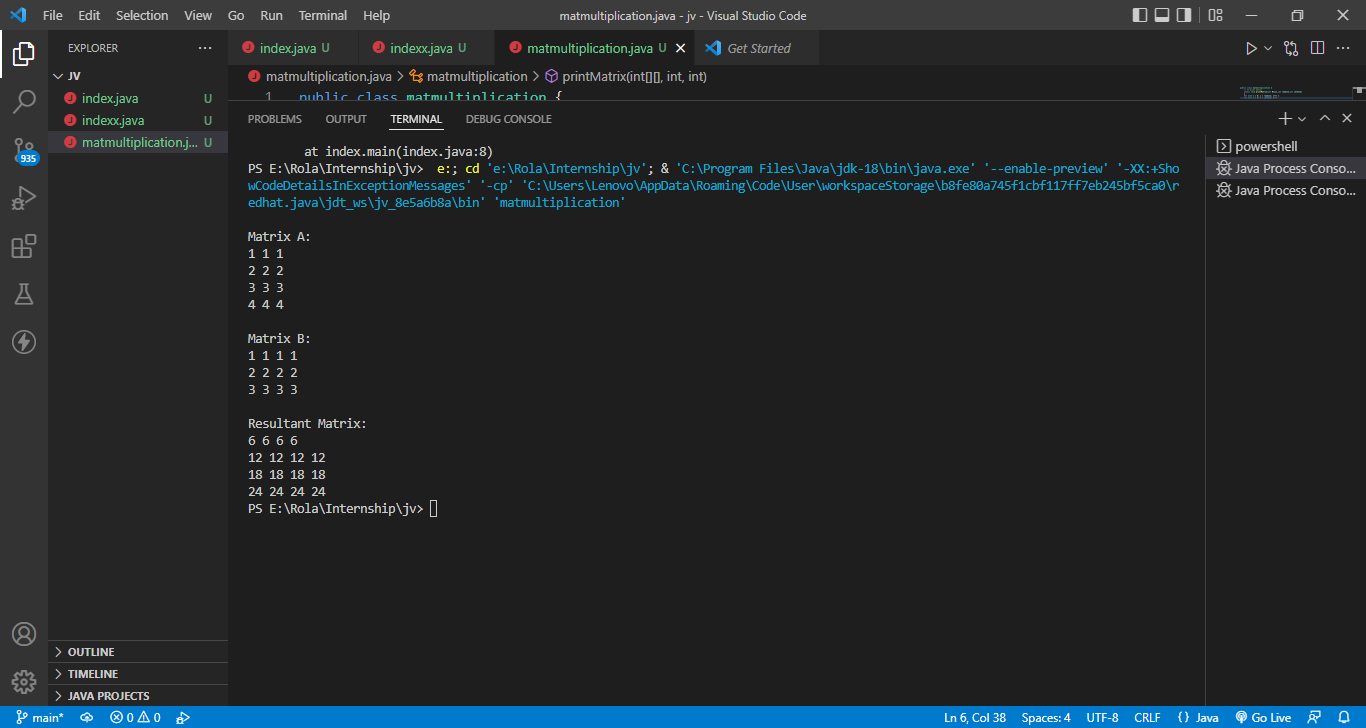 File Edit Selection View Go Run Terminal Help
matmultiplication.java - jv - Visual Studio Code
EXPLORER
index.java U
indexx.java U
matmultiplication.java U
Get Started
JV
matmultiplication.java > matmultiplication > printMatrix(int[][], int, int)
1 public class matmultiplication {
index.java U
indexx.java U
matmultiplication.j... U
935
PROBLEMS OUTPUT TERMINAL DEBUG CONSOLE
at index.main(index.java:8)
PS E:\Rola\Internship\jv> e:; cd 'e:\Rola\Internship\jv'; & 'C:\Program Files\Java\jdk-18\bin\java.exe' '--enable-preview' '-XX:+Sho
wCodeDetailsInExceptionMessages' '-cp' 'C:\Users\Lenovo\AppData\Roaming\Code\User\workspaceStorage\b8fe80a745f1cbf117ff7eb245bf5ca0\r
edhat.java\jdt_ws\jv_8e5a6b8a\bin' 'matmultiplication'
Matrix A:
1 1 1
2 2 2
3 3 3
4 4 4
Matrix B:
1 1 1 1
2 2 2 2
3 3 3 3
Resultant Matrix:
6 6 6 6
12 12 12 12
18 18 18 18
24 24 24 24
PS E:\Rola\Internship\jv>
powershell
Java Process Conso...
Java Process Conso...
OUTLINE
TIMELINE
JAVA PROJECTS
main* 0 0
Ln 6, Col 38 Spaces: 4 UTF-8 CRLF {} Java Go Live